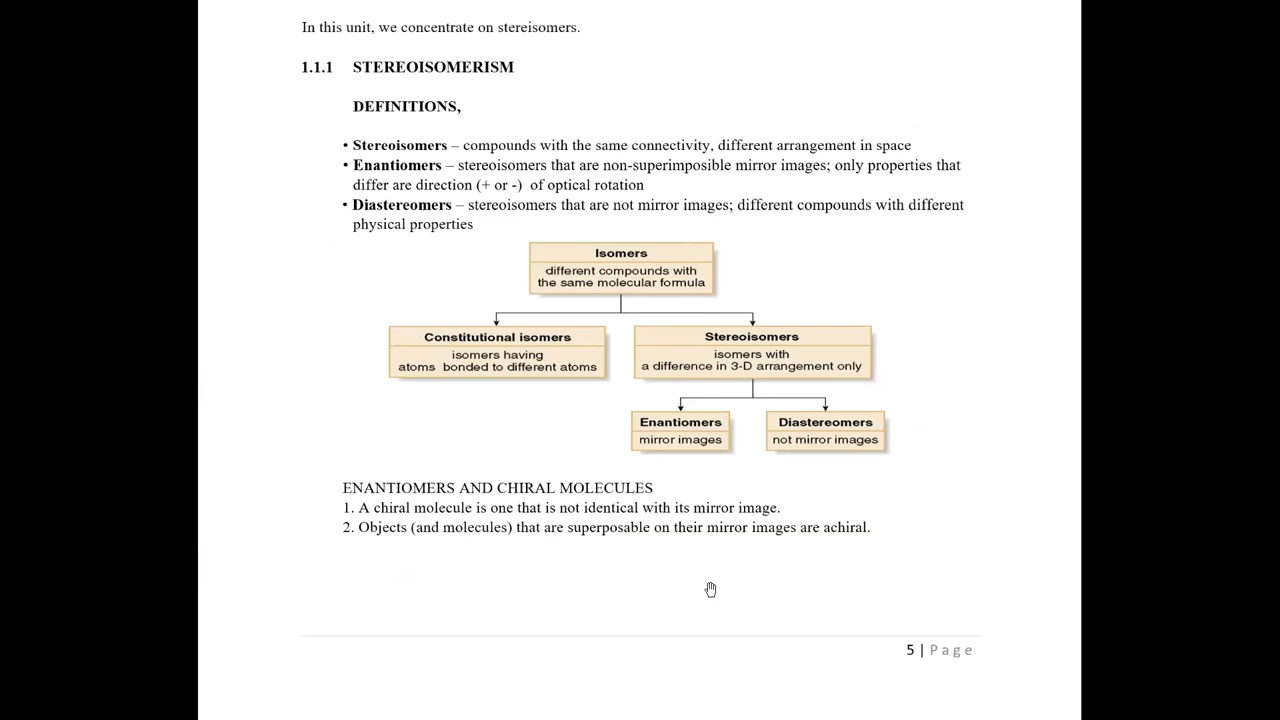 In this unit, we concentrate on stereisomers.
1.1.1 STEREOISOMERISM
DEFINITIONS,
• Stereoisomers – compounds with the same connectivity, different arrangement in space
• Enantiomers – stereoisomers that are non-superimposible mirror images; only properties that
differ are direction (+ or -) of optical rotation
• Diastereomers – stereoisomers that are not mirror images; different compounds with different
physical properties
Isomers
different compounds with
the same molecular formula
Constitutional isomers
isomers having
atoms bonded to different atoms
Stereoisomers
isomers with
a difference in 3-D arrangement only
Enantiomers
mirror images
Diastereomers
not mirror images
ENANTIOMERS AND CHIRAL MOLECULES
1. A chiral molecule is one that is not identical with its mirror image.
2. Objects (and molecules) that are superposable on their mirror images are achiral.
5 | Page